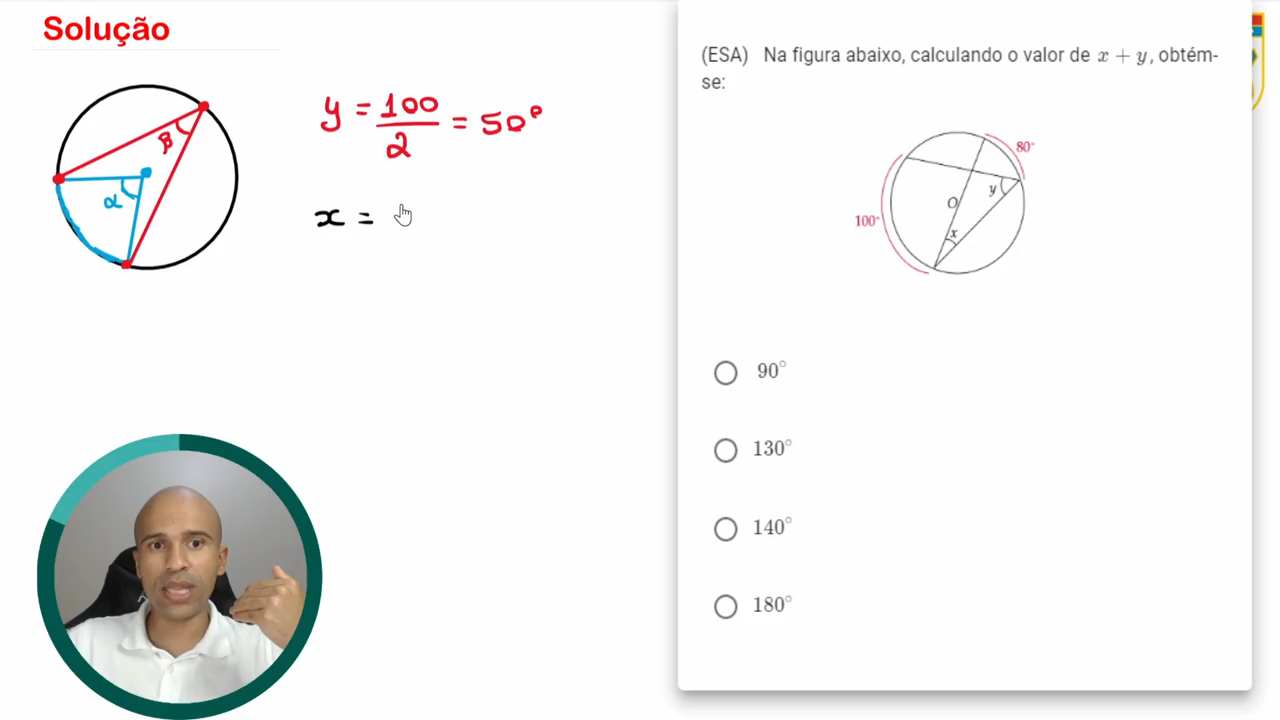 Solução
β
α
y = 100/2 = 50°
x =
(ESA) Na figura abaixo, calculando o valor de x + y, obtém-
se:
80°
y
O
100°
x
90°
130°
140°
180°